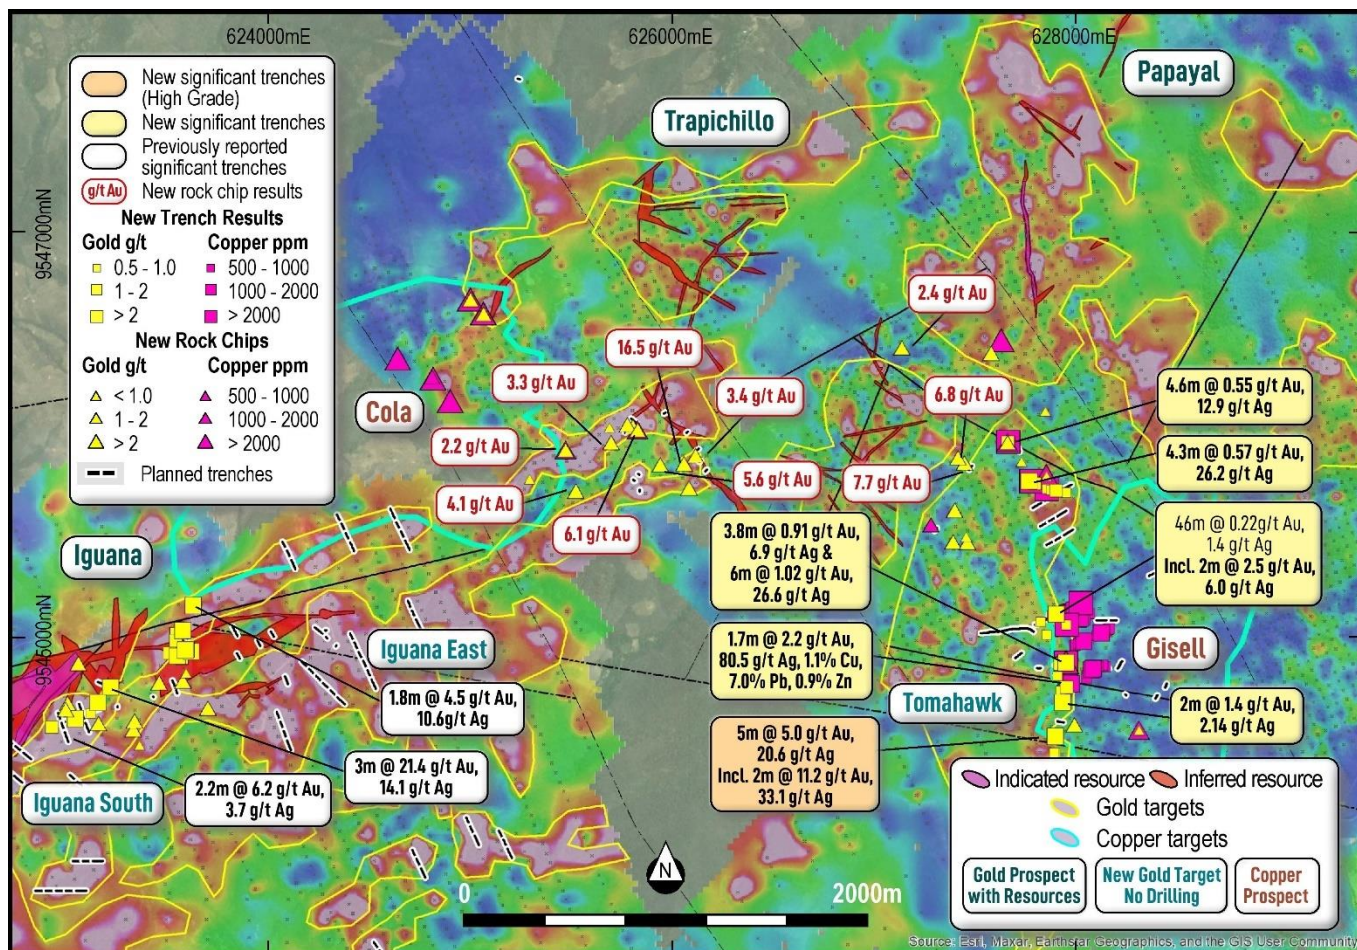 624000mE
626000mE
628000mE
9547000mN
9545000mN
New significant trenches
(High Grade)
New significant trenches
Previously reported
significant trenches
g/t Au
New rock chip results
New Trench Results
Gold g/t
Copper ppm
0.5 - 1.0
500 - 1000
1 - 2
1000 - 2000
> 2
> 2000
New Rock Chips
Gold g/t
Copper ppm
< 1.0
500 - 1000
1 - 2
1000 - 2000
> 2
> 2000
Planned trenches
Papayal
Trapichillo
Cola
Iguana
Iguana East
Iguana South
Tomahawk
Gisell
2.4 g/t Au
16.5 g/t Au
3.3 g/t Au
3.4 g/t Au
6.8 g/t Au
2.2 g/t Au
4.1 g/t Au
6.1 g/t Au
5.6 g/t Au
7.7 g/t Au
4.6m @ 0.55 g/t Au,
12.9 g/t Ag
4.3m @ 0.57 g/t Au,
26.2 g/t Ag
46m @ 0.22g/t Au,
1.4 g/t Ag
Incl. 2m @ 2.5 g/t Au,
6.0 g/t Ag
3.8m @ 0.91 g/t Au,
6.9 g/t Ag &
6m @ 1.02 g/t Au,
26.6 g/t Ag
1.7m @ 2.2 g/t Au,
80.5 g/t Ag, 1.1% Cu,
7.0% Pb, 0.9% Zn
2m @ 1.4 g/t Au,
2.14 g/t Ag
5m @ 5.0 g/t Au,
20.6 g/t Ag
Incl. 2m @ 11.2 g/t Au,
33.1 g/t Ag
1.8m @ 4.5 g/t Au,
10.6g/t Ag
3m @ 21.4 g/t Au,
14.1 g/t Ag
2.2m @ 6.2 g/t Au,
3.7 g/t Ag
N
0
2000m
Indicated resource
Inferred resource
Gold targets
Copper targets
Gold Prospect
with Resources
New Gold Target
No Drilling
Copper
Prospect
Source: Esri, Maxar, Earthstar Geographics, and the GIS User Community